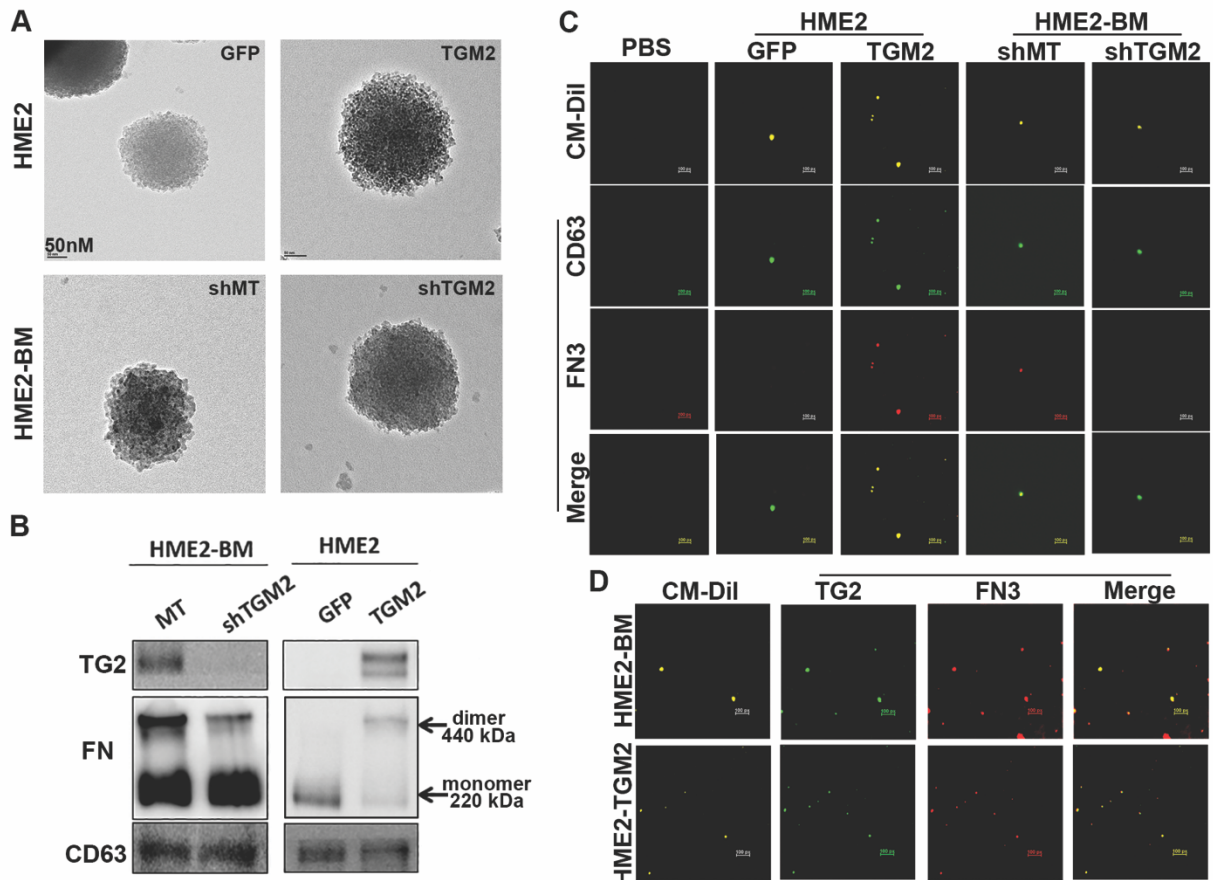 A
GFP
TGM2
HME2
50nM
shMT
shTGM2
HME2-BM
B
HME2-BM
HME2
MT
shTGM2
GFP
TGM2
TG2
FN
dimer
440 kDa
monomer
220 kDa
CD63
C
HME2
HME2-BM
PBS
GFP
TGM2
shMT
shTGM2
CM-Dil
CD63
FN3
Merge
D
CM-Dil
TG2
FN3
Merge
HME2-BM
HME2-TGM2